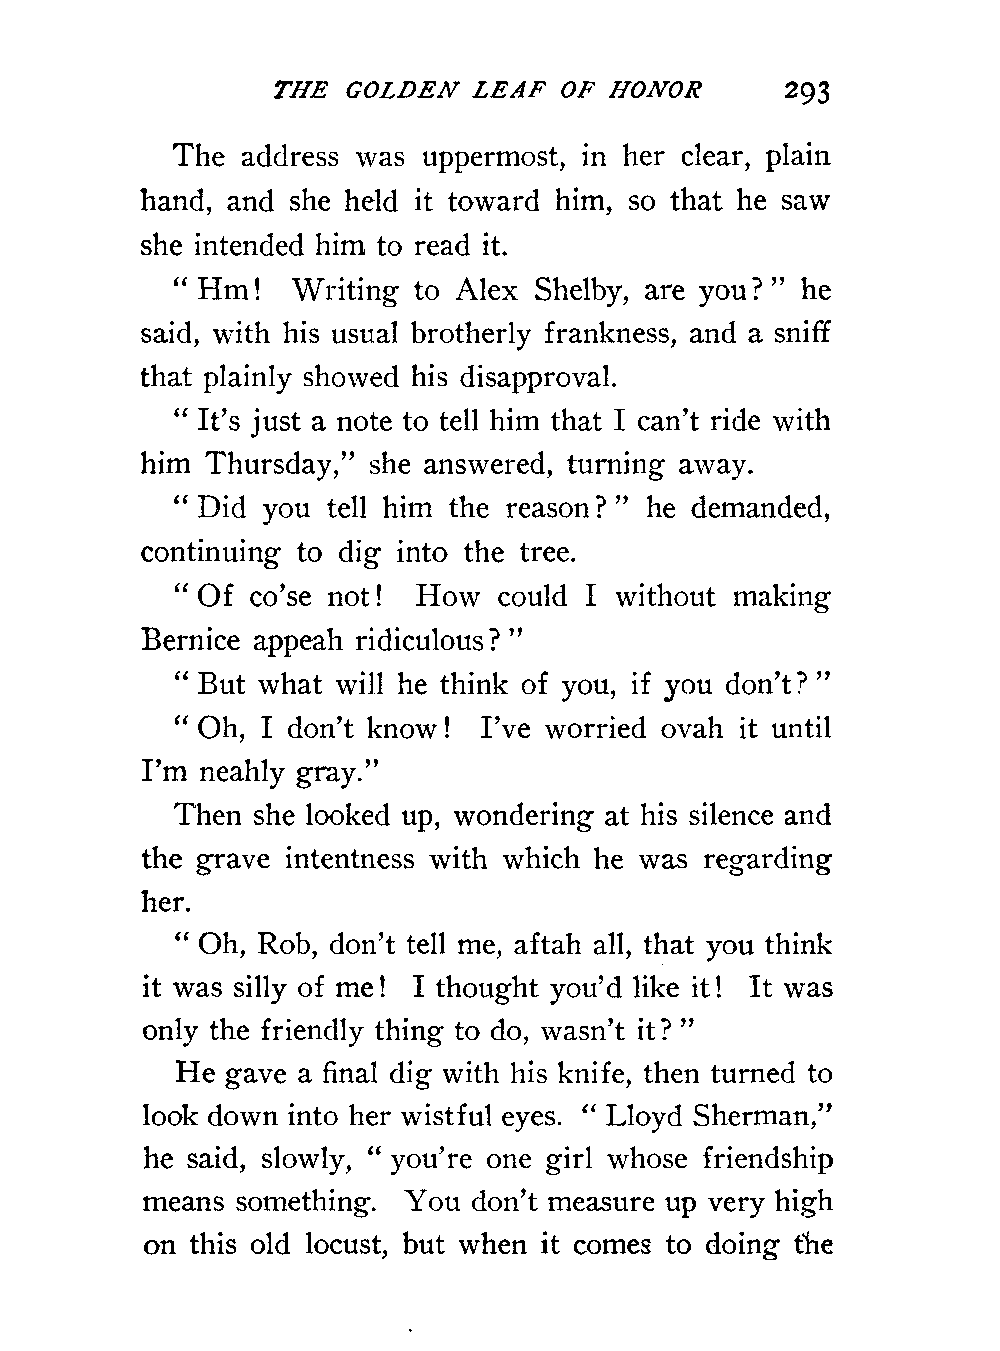 THE GOLDEN LEAF OF HONOR 293
The address was uppermost, in her clear, plain
hand, and she held it toward him, so that he saw
she intended him to read it.
“ Hm! Writing to Alex Shelby, are you? ” he
said, with his usual brotherly frankness, and a sniff
that plainly showed his disapproval.
“ It’s just a note to tell him that I can’t ride with
him Thursday,” she answered, turning away.
“ Did you tell him the reason? ” he demanded,
continuing to dig into the tree.
“ Of co’se not! How could I without making
Bernice appeah ridiculous? ”
“ But what will he think of you, if you don’t? ”
“ Oh, I don’t know! I’ve worried ovah it until
I’m neahly gray.”
Then she looked up, wondering at his silence and
the grave intentness with which he was regarding
her.
“ Oh, Rob, don’t tell me, aftah all, that you think
it was silly of me! I thought you’d like it! It was
only the friendly thing to do, wasn’t it? ”
He gave a final dig with his knife, then turned to
look down into her wistful eyes. “ Lloyd Sherman,”
he said, slowly, “ you’re one girl whose friendship
means something. You don’t measure up very high
on this old locust, but when it comes to doing the